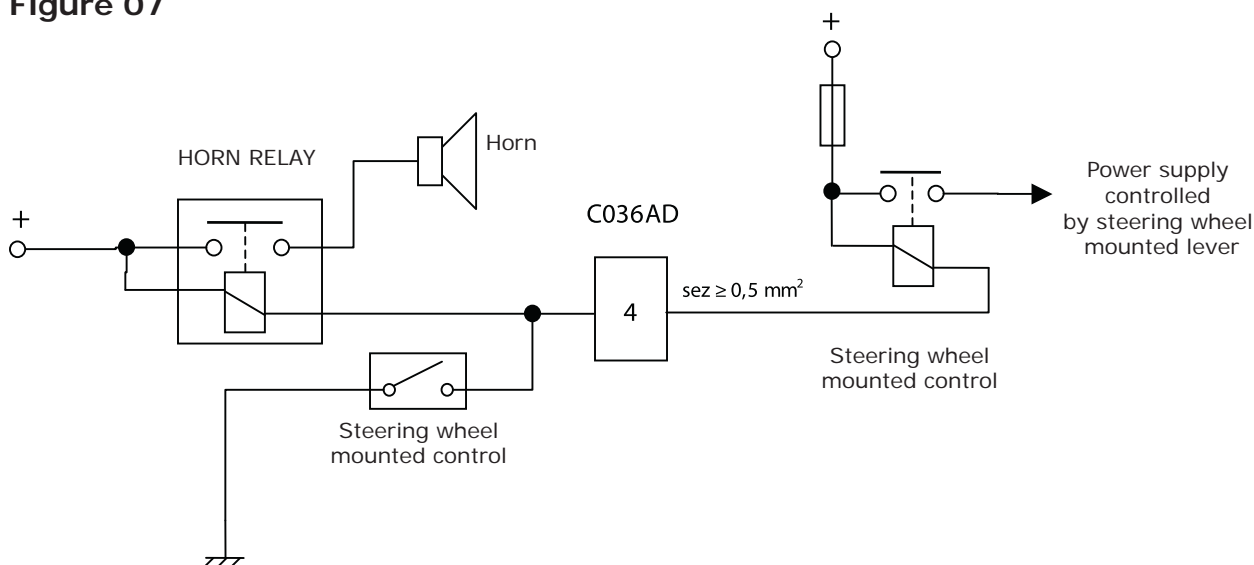 Figure 07
+
Horn
HORN RELAY
Power supply
controlled
by steering wheel
mounted lever
+
C036AD
4
sez ≥ 0,5 mm²
Steering wheel
mounted control
Steering wheel
mounted control